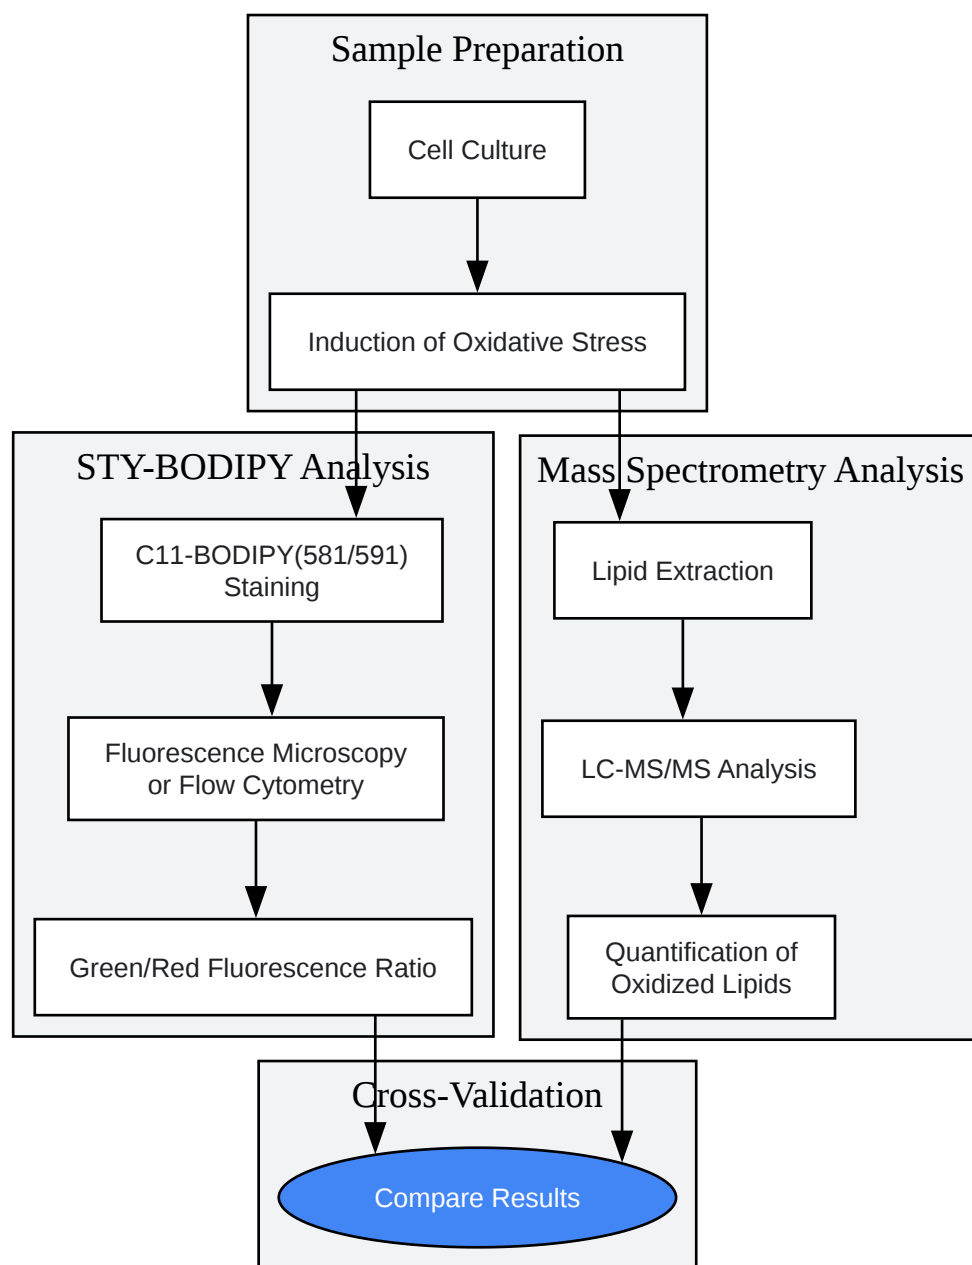 Sample Preparation
Cell Culture
Induction of Oxidative Stress
STY-BODIPY Analysis
C11-BODIPY(581/591)
Staining
Fluorescence Microscopy
or Flow Cytometry
Green/Red Fluorescence Ratio
Mass Spectrometry Analysis
Lipid Extraction
LC-MS/MS Analysis
Quantification of
Oxidized Lipids
Cross-Validation
Compare Results